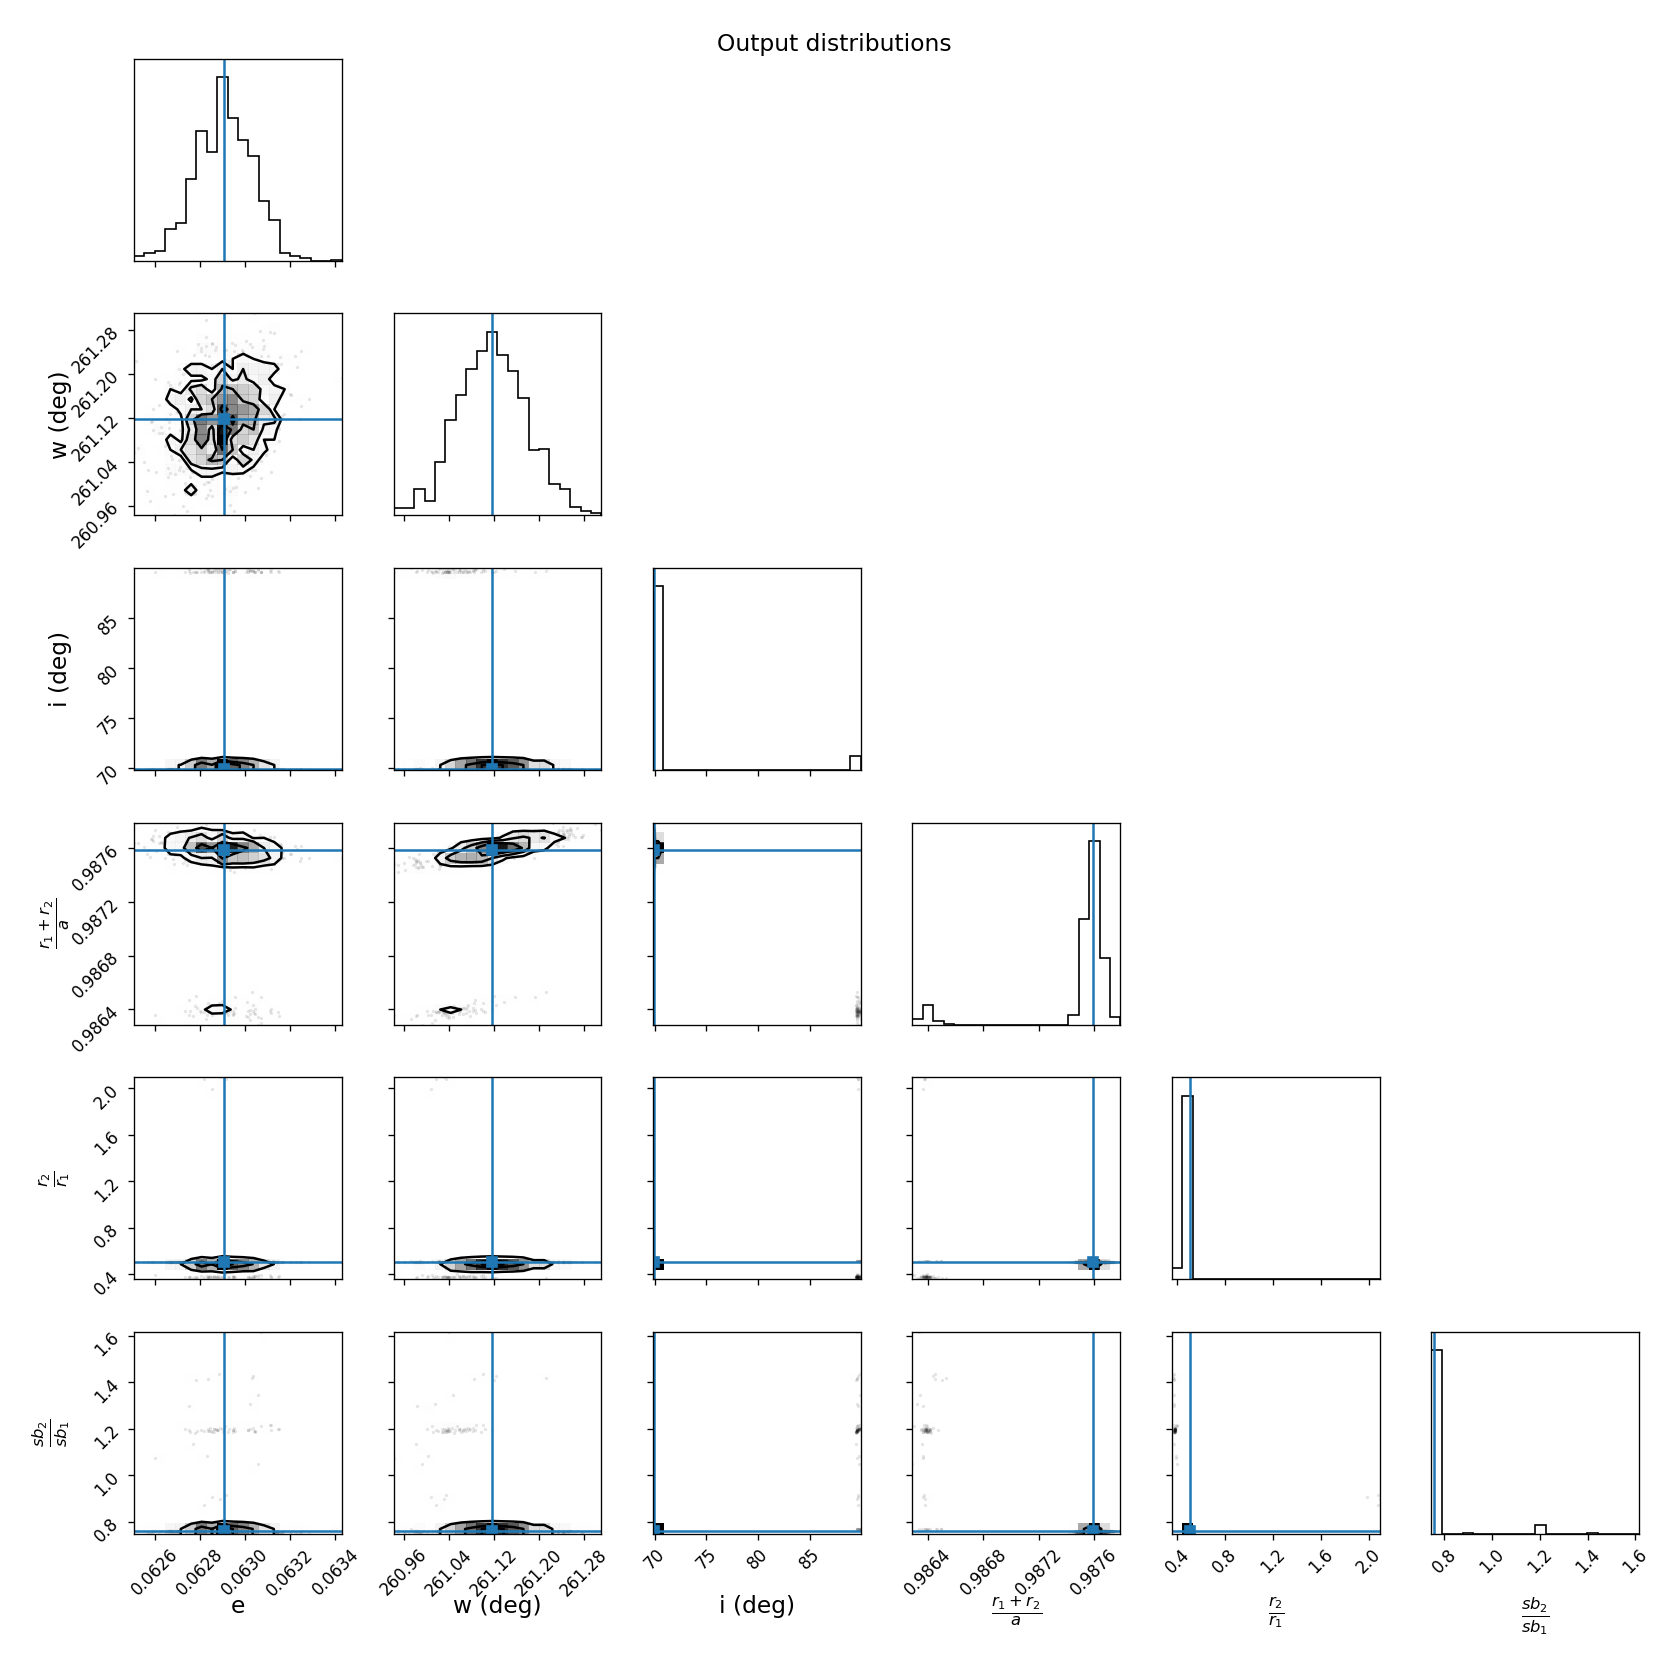 Output distributions
w (deg)
261.28
261.20
261.12
261.04
260.96
i (deg)
85
80
75
70
r₁ + r₂
a
0.9876
0.9872
0.9868
0.9864
r₂
r₁
2.0
1.6
1.2
0.8
0.4
sb₂
sb₁
1.6
1.4
1.2
1.0
0.8
0.0626 0.0628 0.0630 0.0632 0.0634
260.96 261.04 261.12 261.20 261.28
70 75 80 85
0.9864 0.9868 0.9872 0.9876
0.4 0.8 1.2 1.6 2.0
0.8 1.0 1.2 1.4 1.6
e
w (deg)
i (deg)
r₁ + r₂
a
r₂
r₁
sb₂
sb₁